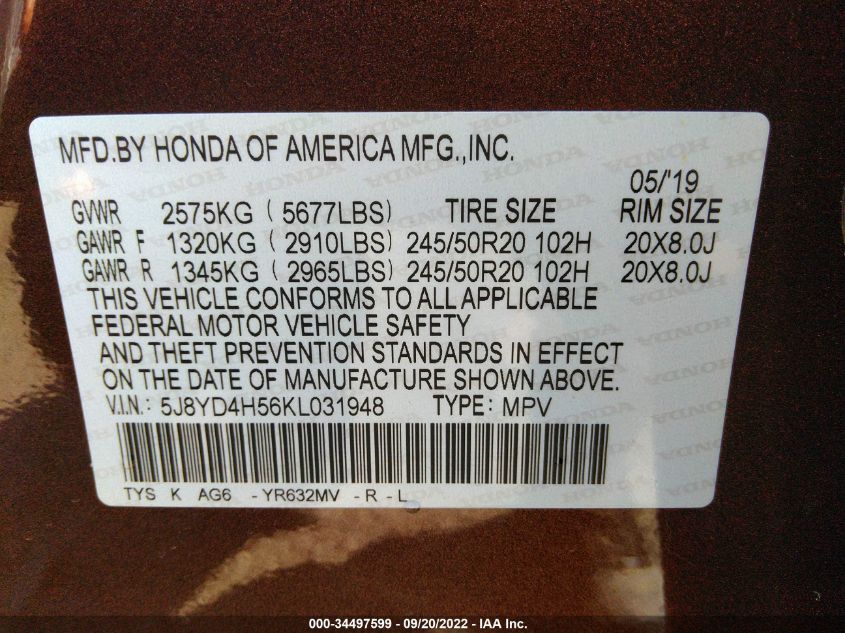 MFD.BY HONDA OF AMERICA MFG.,INC.
05/'19
GVWR 2575KG ( 5677LBS) TIRE SIZE RIM SIZE
GAWR F 1320KG ( 2910LBS) 245/50R20 102H 20X8.0J
GAWR R 1345KG ( 2965LBS) 245/50R20 102H 20X8.0J
THIS VEHICLE CONFORMS TO ALL APPLICABLE
FEDERAL MOTOR VEHICLE SAFETY
AND THEFT PREVENTION STANDARDS IN EFFECT
ON THE DATE OF MANUFACTURE SHOWN ABOVE.
V.I.N.: 5J8YD4H56KL031948 TYPE: MPV
TYS K AG6 -YR632MV -R -L
000-34497599 - 09/20/2022 - IAA Inc.